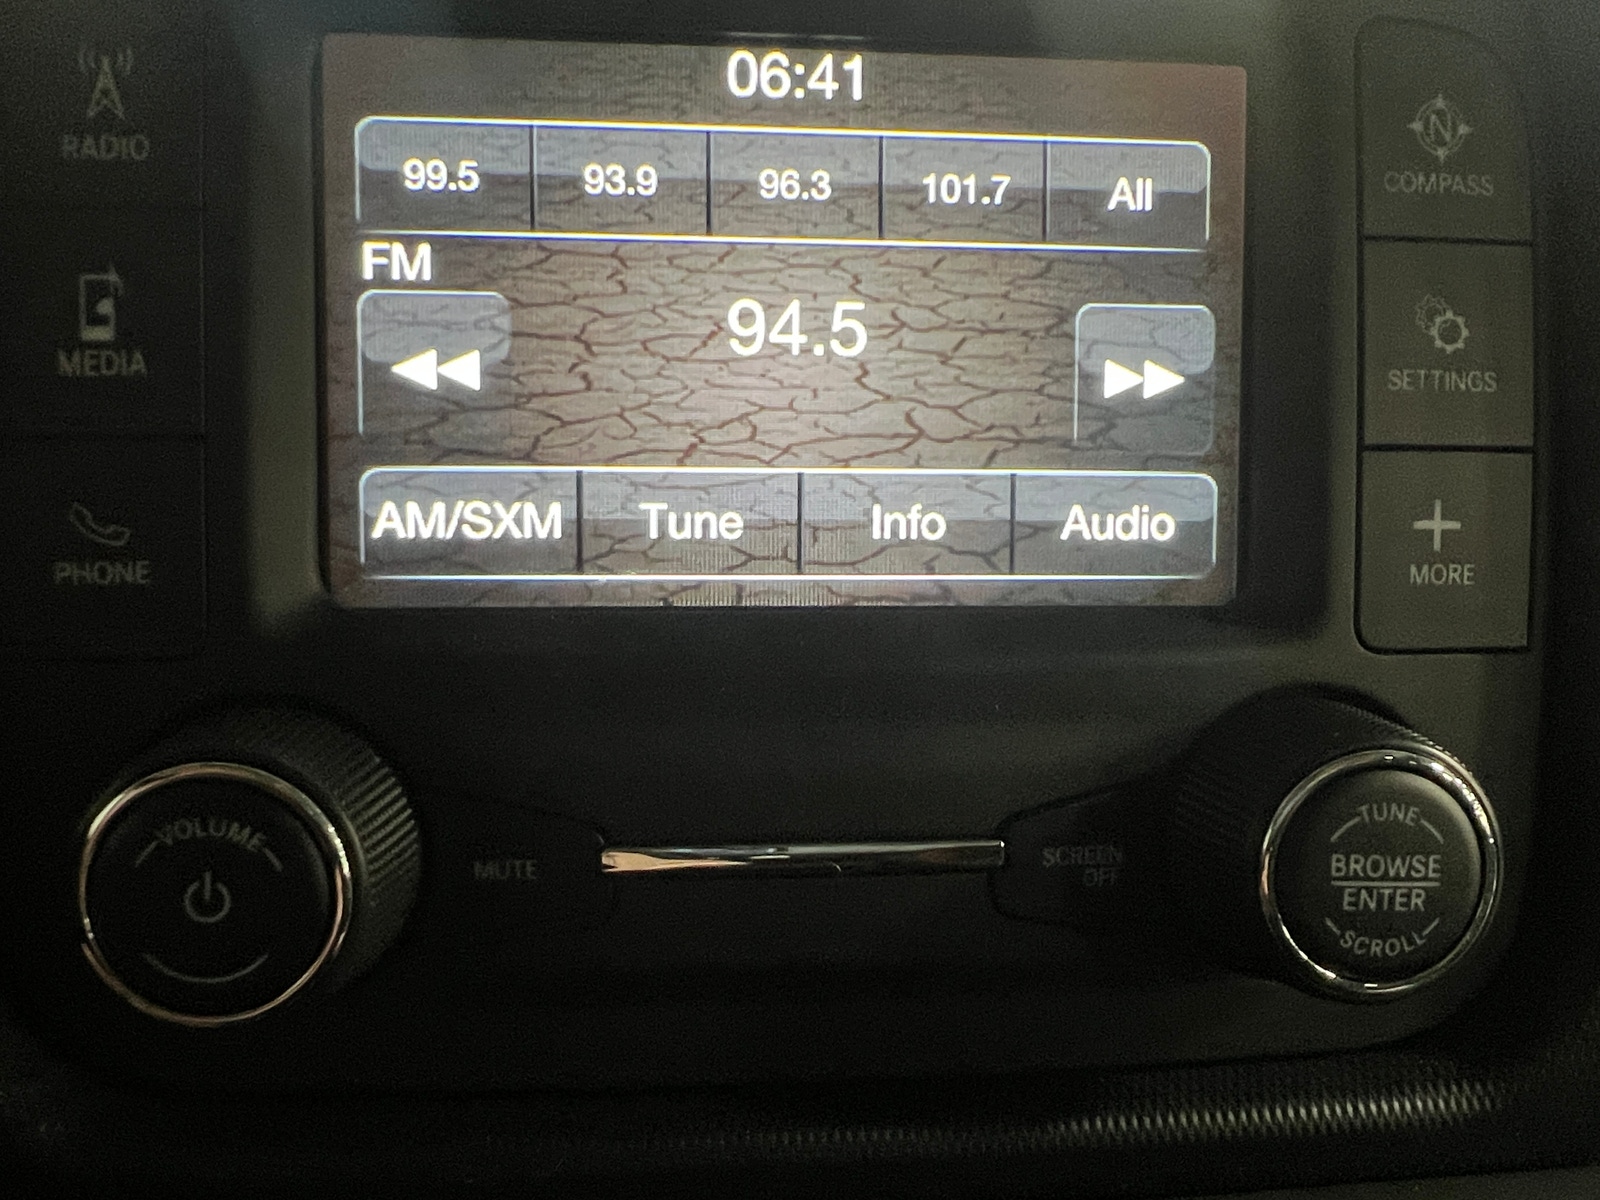 06:41
99.5 93.9 96.3 101.7 All
FM
94.5
AM/SXM Tune Info Audio
RADIO
MEDIA
PHONE
N
COMPASS
SETTINGS
MORE
VOLUME
MUTE
SCREEN
OFF
TUNE
BROWSE
ENTER
SCROLL